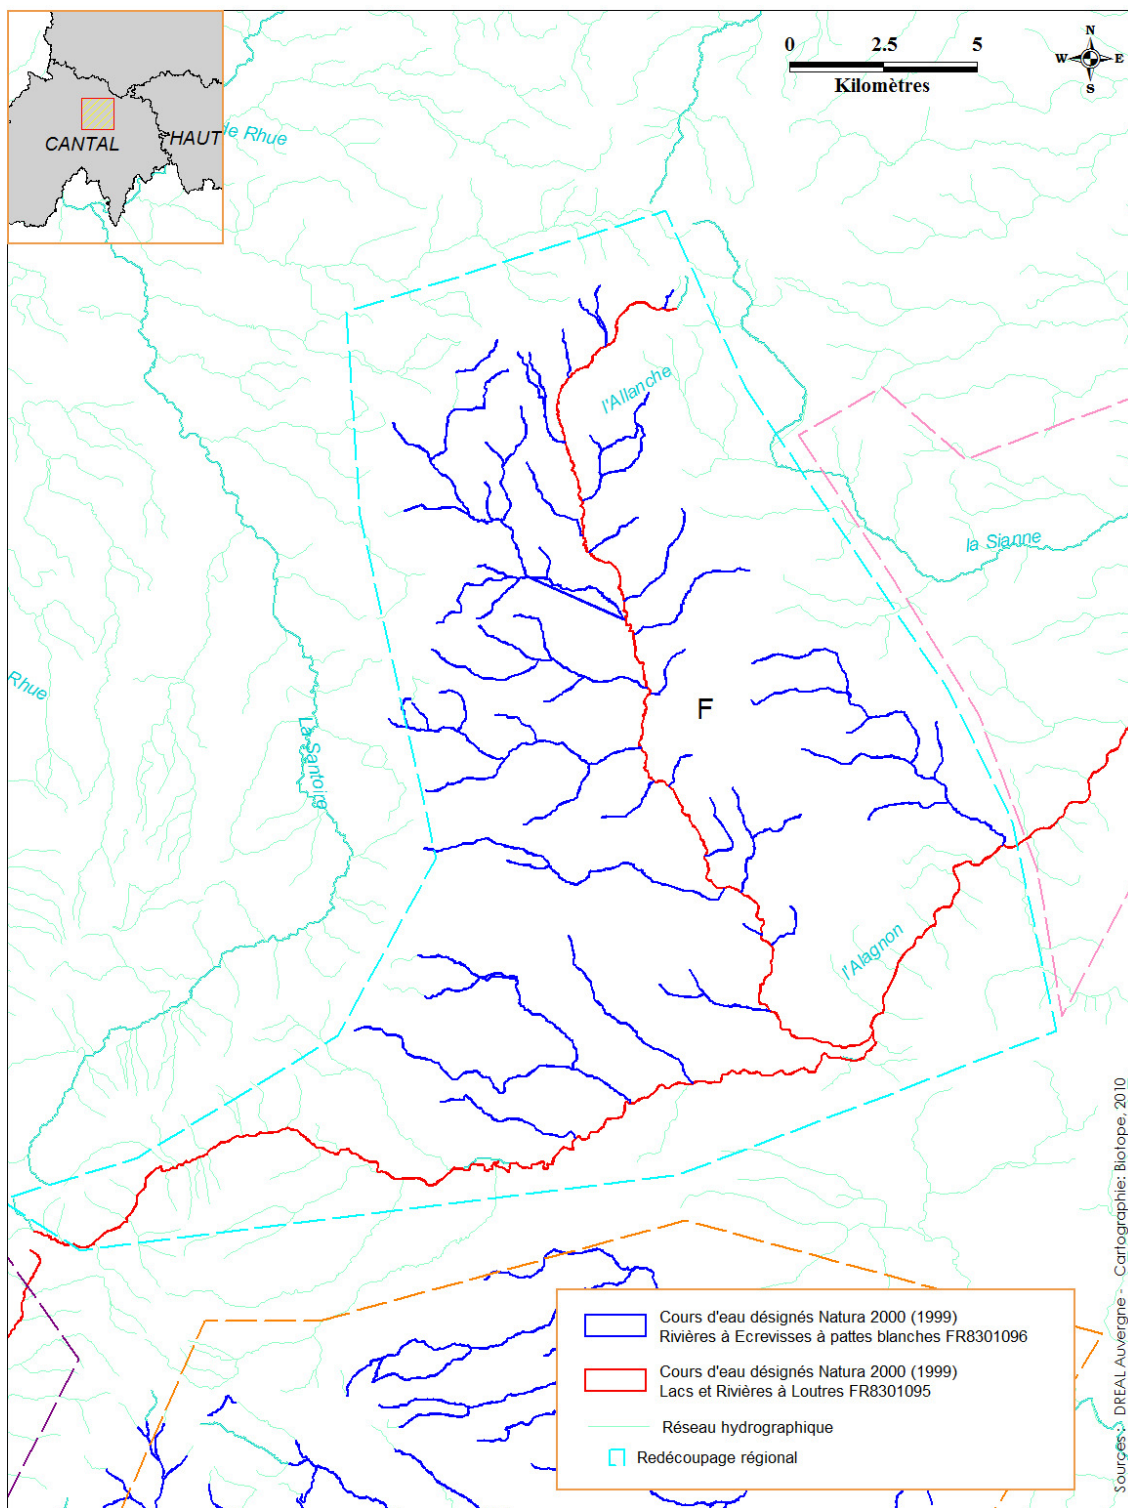 0 2.5 5
Kilomètres
N
W E
S
CANTAL
HAUT
de Rhue
l'Allanche
la Sianne
Rhue
La Santoire
F
l'Alagnon
Cours d'eau désignés Natura 2000 (1999)
Rivières à Ecrevisses à pattes blanches FR8301096
Cours d'eau désignés Natura 2000 (1999)
Lacs et Rivières à Loutres FR8301095
Réseau hydrographique
Redécoupage régional
Sources : DREAL Auvergne - Cartographie: Biotope, 2010